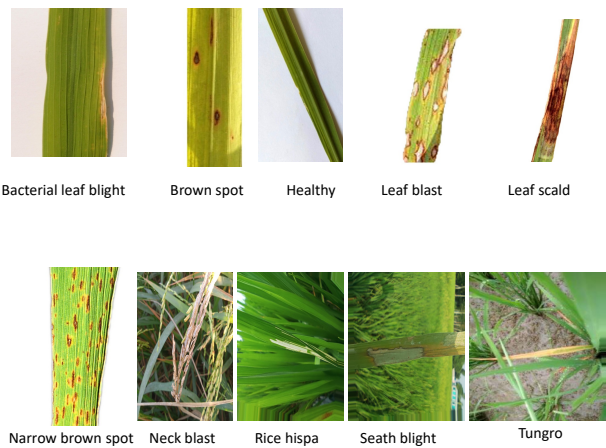 Bacterial leaf blight
Brown spot
Healthy
Leaf blast
Leaf scald
Narrow brown spot
Neck blast
Rice hispa
Seath blight
Tungro